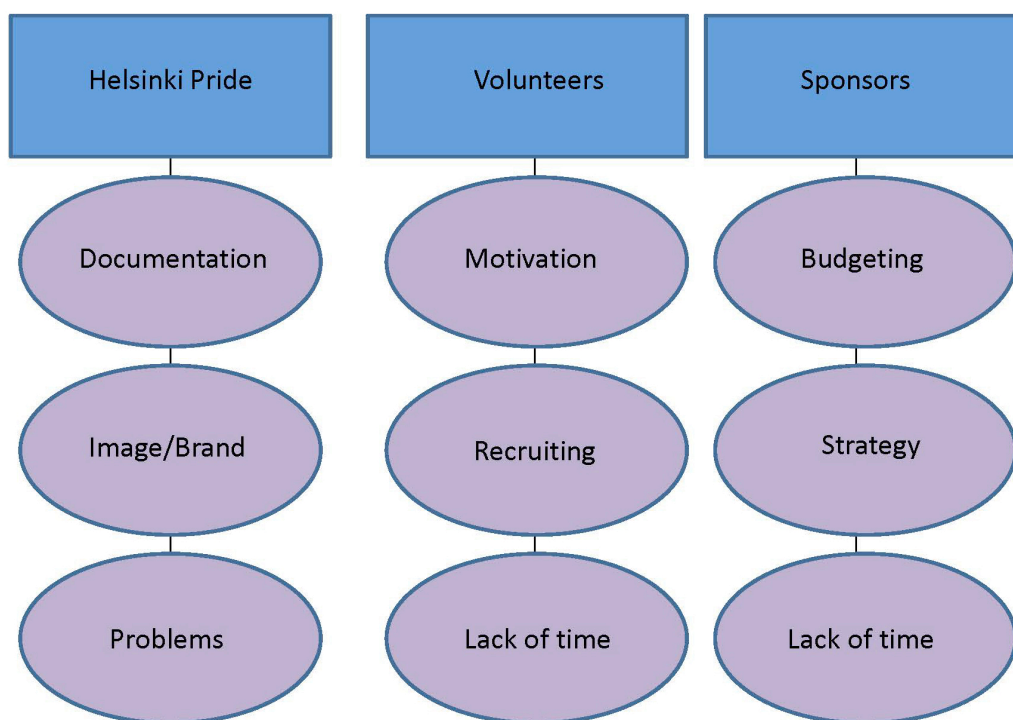 Helsinki Pride
Volunteers
Sponsors
Documentation
Motivation
Budgeting
Image/Brand
Recruiting
Strategy
Problems
Lack of time
Lack of time